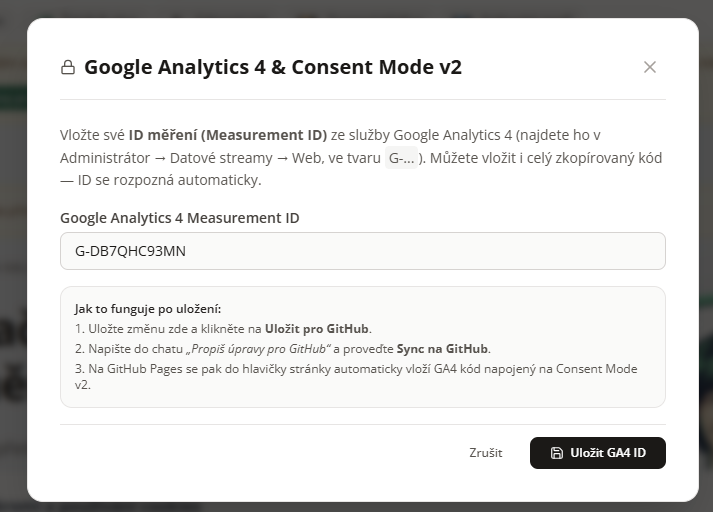 Google Analytics 4 & Consent Mode v2
Vložte své ID měření (Measurement ID) ze služby Google Analytics 4 (najdete ho v
Administrátor → Datové streamy → Web, ve tvaru G-... ). Můžete vložit i celý zkopírovaný kód
— ID se rozpozná automaticky.
Google Analytics 4 Measurement ID
G-DB7QHC93MN
Jak to funguje po uložení:
1. Uložte změnu zde a klikněte na Uložit pro GitHub.
2. Napište do chatu „Propiš úpravy pro GitHub“ a proveďte Sync na GitHub.
3. Na GitHub Pages se pak do hlavičky stránky automaticky vloží GA4 kód napojený na Consent Mode
v2.
Zrušit
Uložit GA4 ID